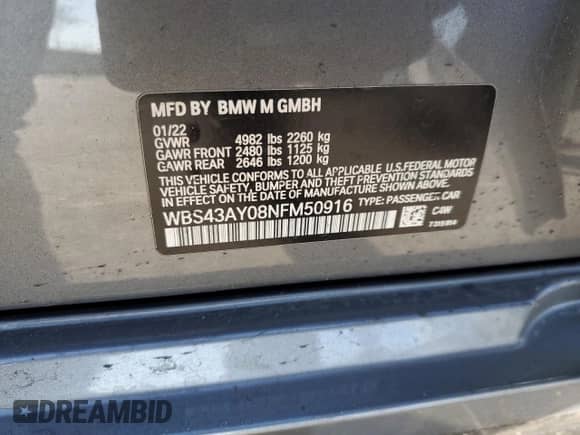 MFD BY BMW M GMBH
01/22
GVWR 4982 lbs 2260 kg
GAWR FRONT 2480 lbs 1125 kg
GAWR REAR 2646 lbs 1200 kg
THIS VEHICLE CONFORMS TO ALL APPLICABLE U.S.FEDERAL MOTOR
VEHICLE SAFETY, BUMPER, AND THEFT PREVENTION STANDARDS
IN EFFECT ON THE DATE OF MANUFACTURE SHOWN ABOVE.
WBS43AY08NFM50916 TYPE: PASSENGER CAR
C4W
DREAMBID